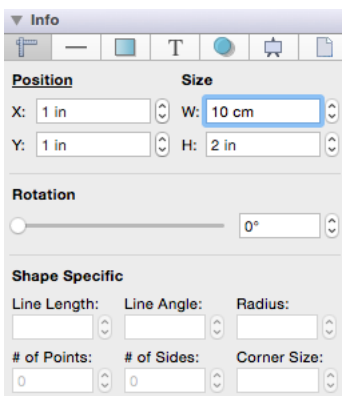 Info
T
Position Size
X: 1 in W: 10 cm
Y: 1 in H: 2 in
Rotation
0°
Shape Specific
Line Length: Line Angle: Radius:
# of Points: # of Sides: Corner Size:
0 0